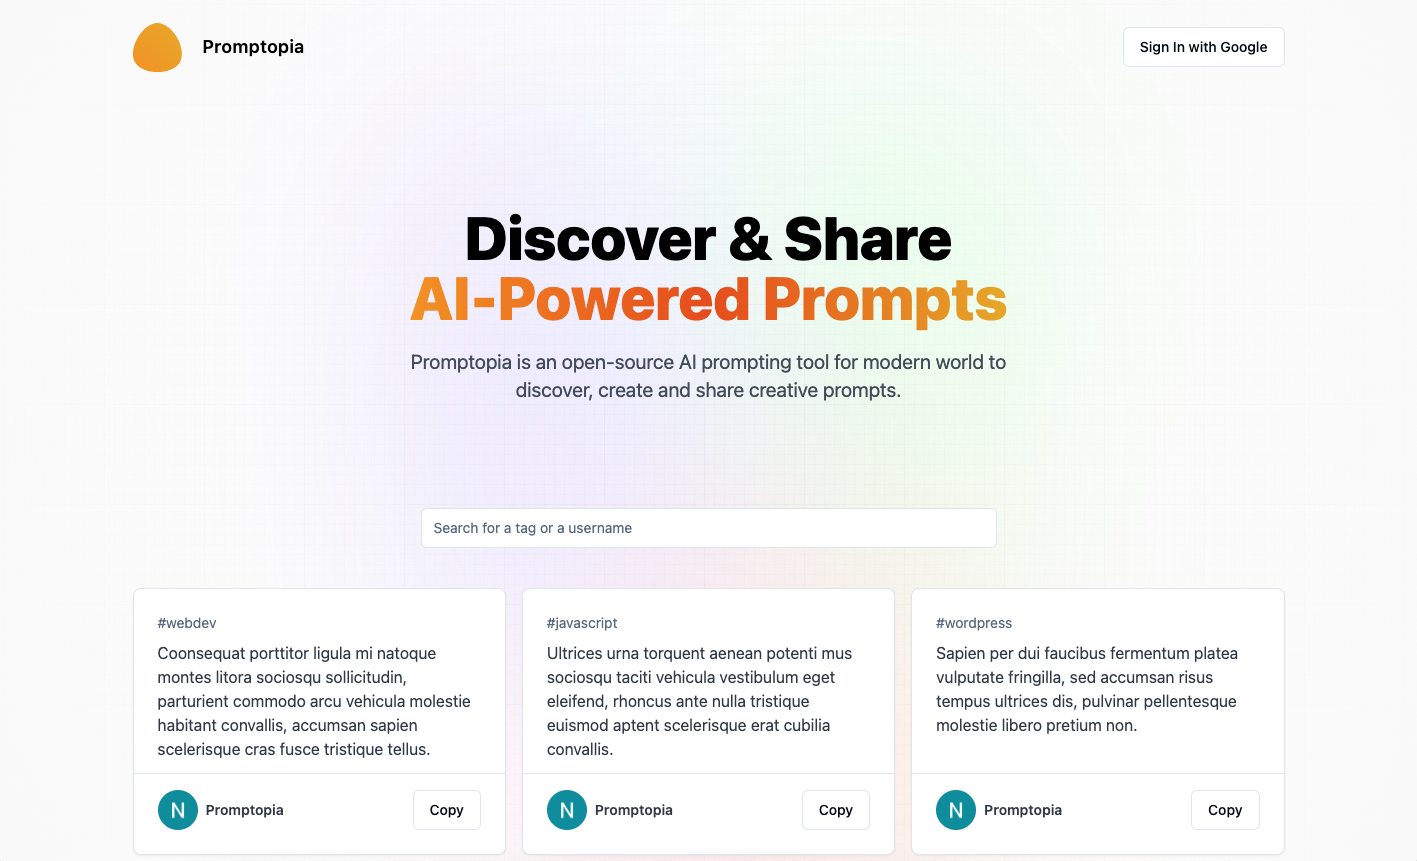 Promptopia
Sign In with Google
Discover & Share
AI-Powered Prompts
Promptopia is an open-source AI prompting tool for modern world to
discover, create and share creative prompts.
Search for a tag or a username
#webdev
Coonsequat porttitor ligula mi natoque
montes litora sociosqu sollicitudin,
parturient commodo arcu vehicula molestie
habitant convallis, accumsan sapien
scelerisque cras fusce tristique tellus.
N
Promptopia
Copy
#javascript
Ultrices urna torquent aenean potenti mus
sociosqu taciti vehicula vestibulum eget
eleifend, rhoncus ante nulla tristique
euismod aptent scelerisque erat cubilia
convallis.
N
Promptopia
Copy
#wordpress
Sapien per dui faucibus fermentum platea
vulputate fringilla, sed accumsan risus
tempus ultrices dis, pulvinar pellentesque
molestie libero pretium non.
N
Promptopia
Copy